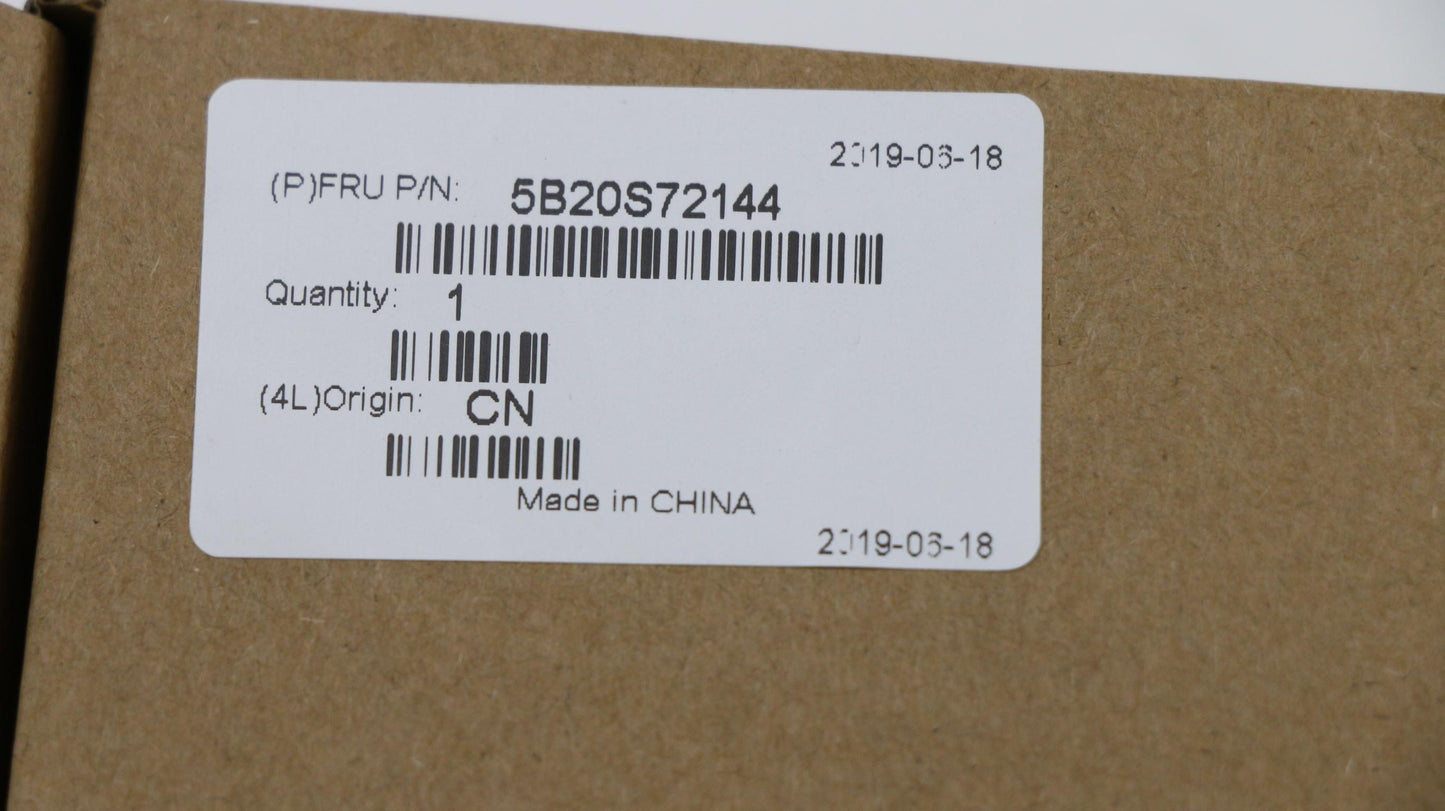 2019-06-18
(P)FRU P/N: 5B20S72144
Quantity: 1
(4L)Origin: CN
Made in CHINA
2019-06-18